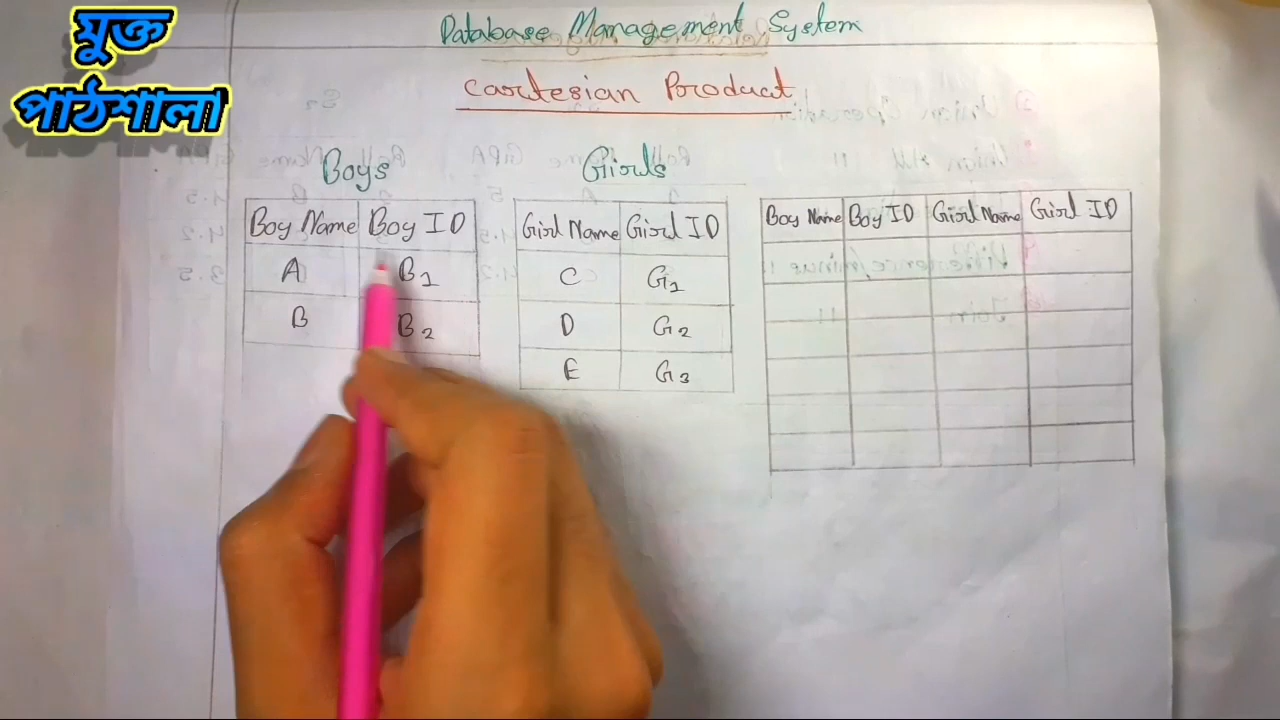 মুক্ত
পাঠশালা
Database Management System
Cartesian Product
Boys
Boy Name Boy ID
A B1
B B2
Girls
Girl Name Girl ID
C G1
D G2
E G3
Boy Name Boy ID Girl Name Girl ID